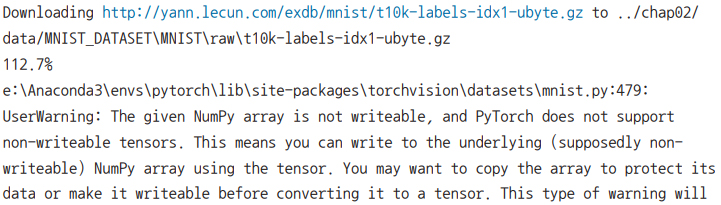 Downloading http://yann.lecun.com/exdb/mnist/t10k-labels-idx1-ubyte.gz to ../chap02/
data/MNIST_DATASET\MNIST\raw\t10k-labels-idx1-ubyte.gz
112.7%
e:\Anaconda3\envs\pytorch\lib\site-packages\torchvision\datasets\mnist.py:479:
UserWarning: The given NumPy array is not writeable, and PyTorch does not support
non-writeable tensors. This means you can write to the underlying (supposedly non-
writeable) NumPy array using the tensor. You may want to copy the array to protect its
data or make it writeable before converting it to a tensor. This type of warning will